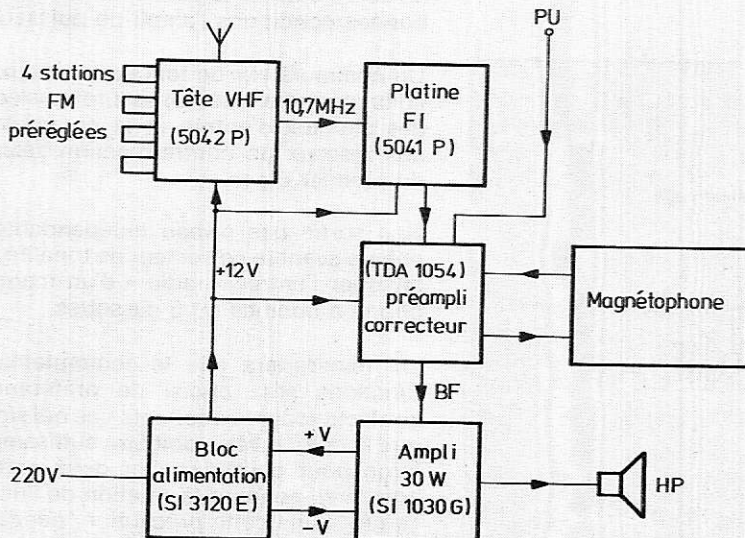 PU
4 stations
FM
préréglées
Tête VHF
(5042 P)
10,7MHz
Platine
FI
(5041 P)
+12V
(TDA 1054)
préampli
correcteur
Magnétophone
BF
220V
Bloc
alimentation
(SI 3120 E)
+V
-V
Ampli
30 W
(SI 1030G)
HP